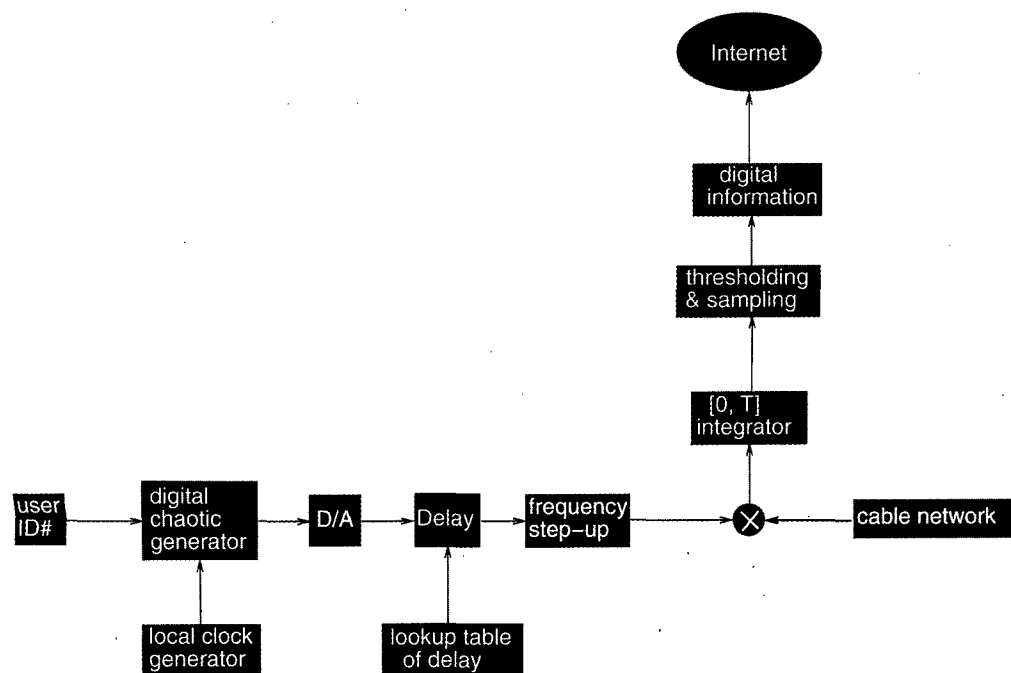 Internet
digital
information
thresholding
& sampling
[0, T]
integrator
user
ID#
digital
chaotic
generator
D/A
Delay
frequency
step-up
cable network
local clock
generator
lookup table
of delay